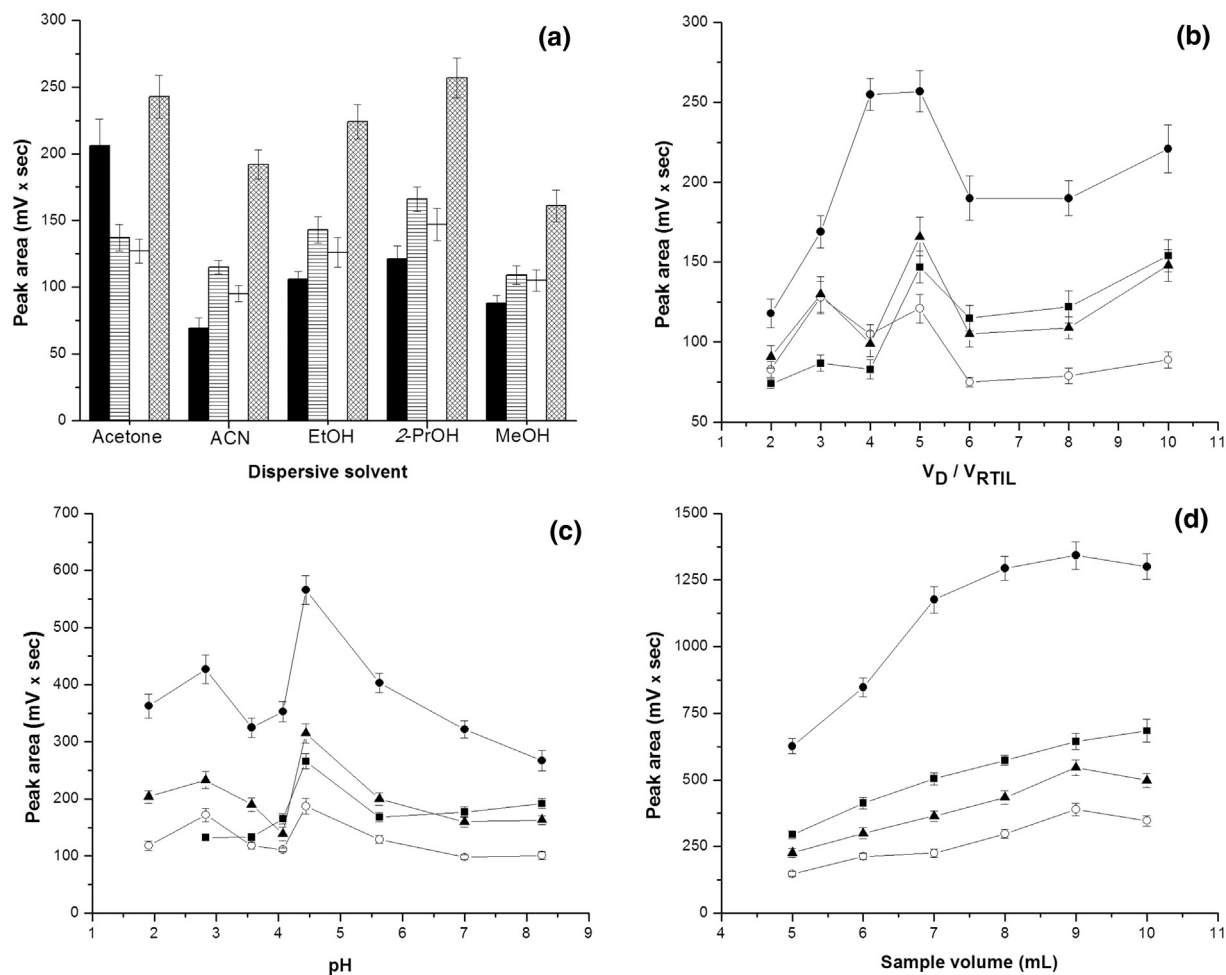 (a)
Peak area (mV x sec)
300
250
200
150
100
50
0
Acetone ACN EtOH 2-PrOH MeOH
Dispersive solvent
(b)
Peak area (mV x sec)
300
250
200
150
100
50
1 2 3 4 5 6 7 8 9 10 11
V_D / V_RTIL
(c)
Peak area (mV x sec)
700
600
500
400
300
200
100
0
1 2 3 4 5 6 7 8 9
pH
(d)
Peak area (mV x sec)
1500
1250
1000
750
500
250
0
4 5 6 7 8 9 10 11
Sample volume (mL)